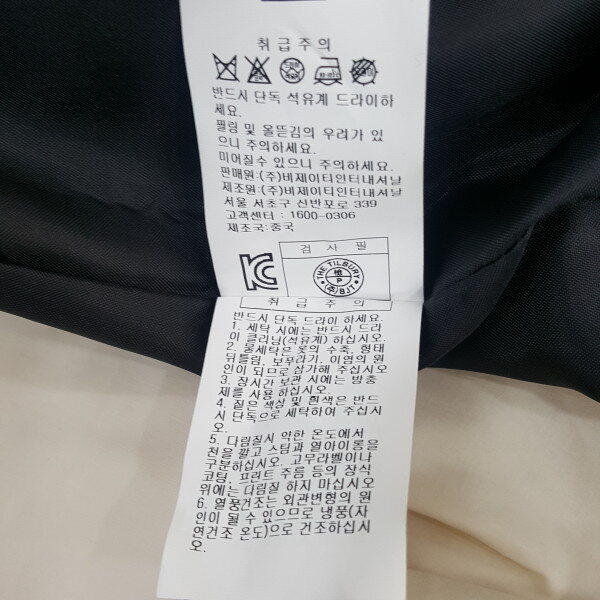 취급주의
반드시 단독 석유계 드라이하
세요.
필링 및 올뜯김의 우려가 있
으니 주의하세요.
미어질수 있으니 주의하세요.
판매원:(주)비제이티인터내셔날
제조원:(주)비제이티인터내셔날
서울 서초구 신반포로 339
고객센터 : 1600-0306
제조국:중국
검 사 필
THE TILBURY
P
(주)BJT
취 급 주 의
반드시 단독 드라이 하세요.
1. 세탁 시에는 반드시 드라
이 클리닝(석유계) 하십시오.
2. 물세탁은 옷의 수축, 형태
뒤틀림, 보푸라기, 이염의 원
인이 되므로 삼가해 주십시오
3. 장시간 보관 시에는 방충
제를 사용 하십시오.
4. 짙은 색상 및 흰색은 반드
시 단독으로 세탁하여 주십시
오.
5. 다림질시 약한 온도에서
천을 깔고 스팀과 열아이롱을
구분하십시오. 고무라벨이나
코팅, 프린트 주름 등의 장식
위에는 다림질 하지 마십시오
6. 열풍건조는 외관변형의 원
인이 될 수 있으므로 냉풍(자
연건조 온도)으로 건조하십시
오.